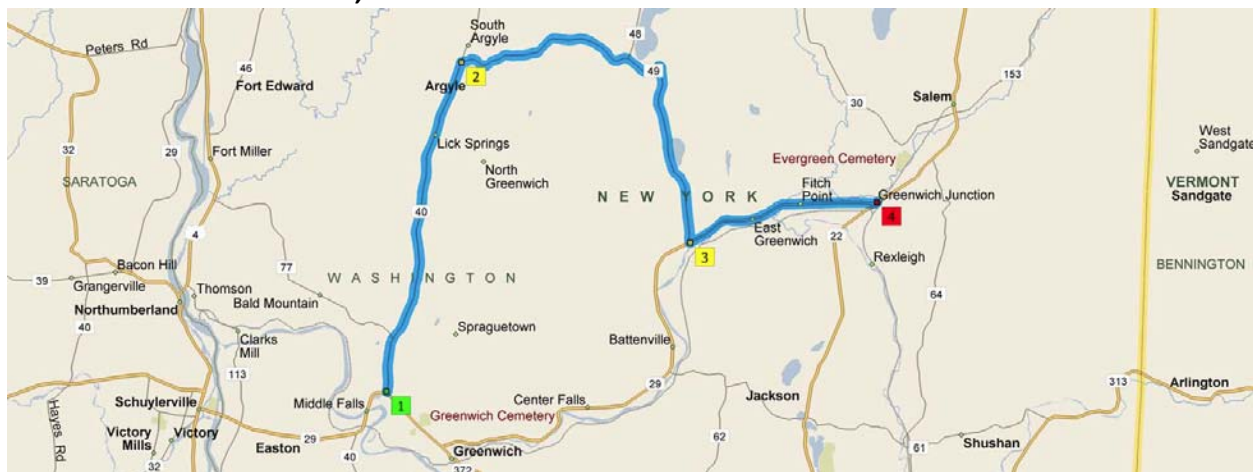 South
Argyle
48
Peters Rd
46
Fort Edward
2
Argyle
49
153
Salem
30
32
29
Fort Miller
Lick Springs
North
Greenwich
Evergreen Cemetery
West
Sandgate
SARATOGA
NEW YORK
Fitch
Point
Greenwich Junction
VERMONT
Sandgate
40
4
4
East
Greenwich
22
3
Rexleigh
77
WASHINGTON
BENNINGTON
39
Bacon Hill
Grangerville
Thomson
Bald Mountain
Northumberland
64
40
Clarks
Mill
Spraguetown
Battenville
113
29
313
Arlington
Hayes Rd
Schuylerville
Middle Falls
1
Greenwich Cemetery
Center Falls
Jackson
Victory
Mills
Victory
Easton
29
40
Greenwich
62
61
Shushan
32
372